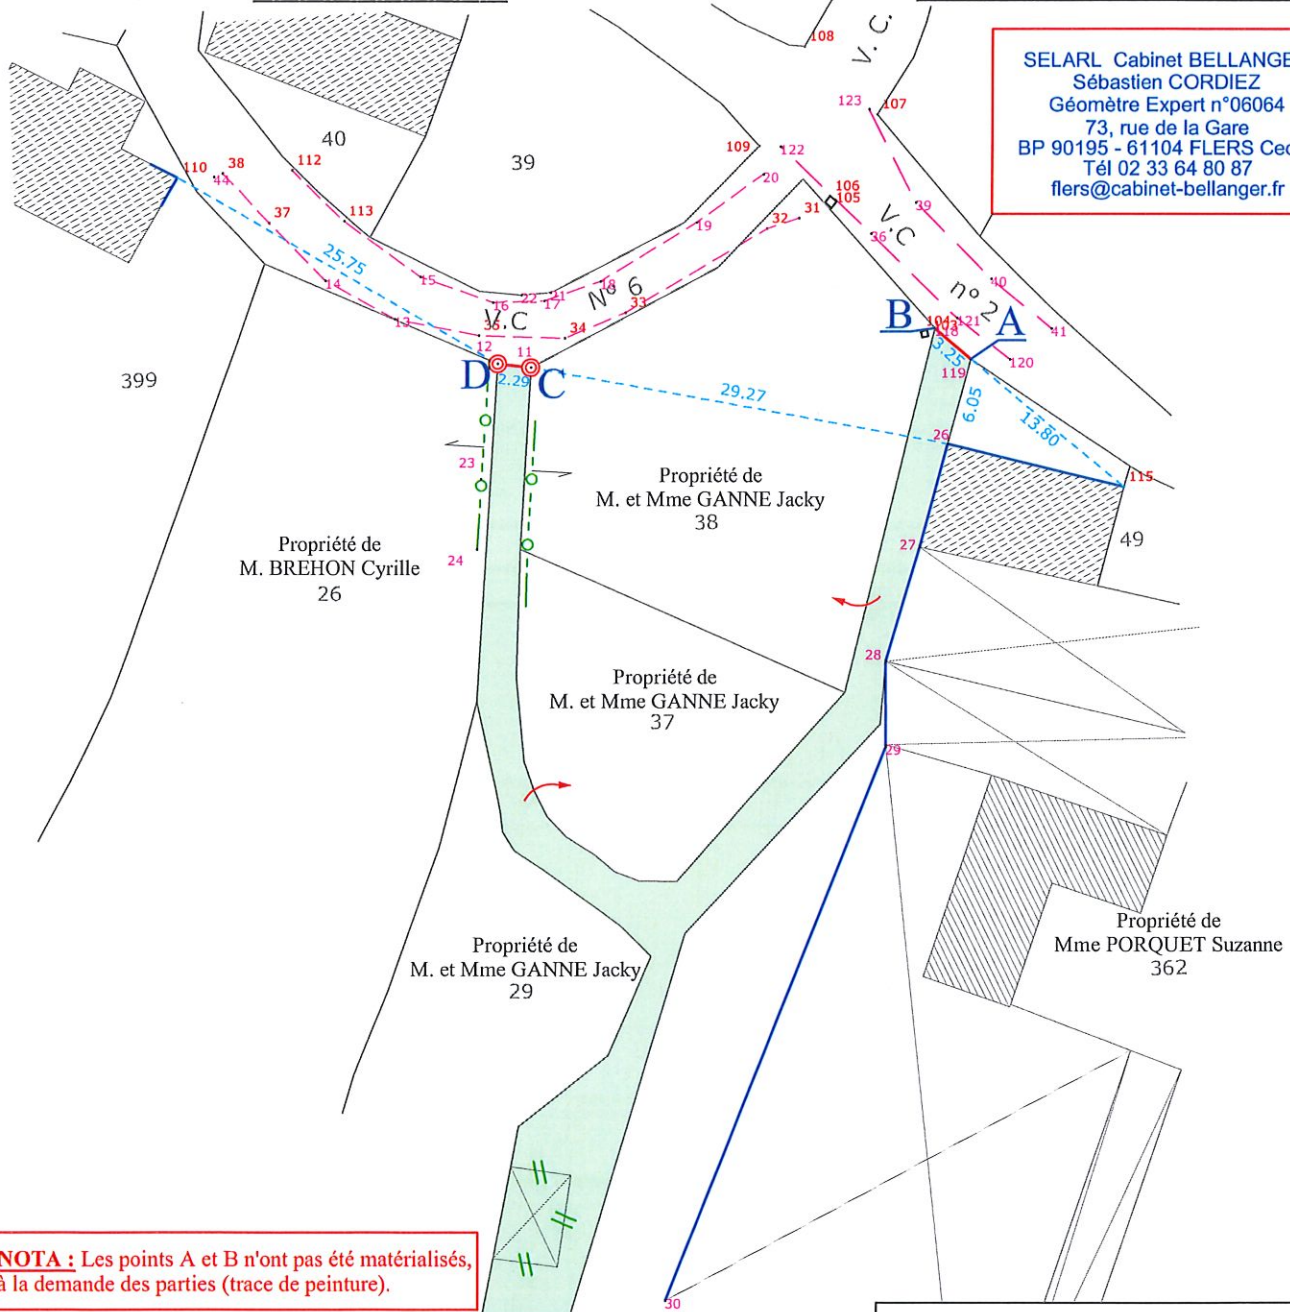 108
V. C.
SELARL Cabinet BELLANGE
Sébastien CORDIEZ
Géomètre Expert n°06064
73, rue de la Gare
BP 90195 - 61104 FLERS Ced
Tél 02 33 64 80 87
flers@cabinet-bellanger.fr
123
107
40
39
109
122
110
44
38
112
20
106
105
37
113
19
32
31
39
36
V.C
25.75
15
14
18
N° 6
40
n° 2
16
22
21
17
33
13
V.C
35
12
11
34
B
104
103
118
121
A
41
120
3.25
119
D
2.29
C
399
29.27
6.05
13.80
26
115
23
24
Propriété de
M. et Mme GANNE Jacky
38
27
49
Propriété de
M. BREHON Cyrille
26
28
Propriété de
M. et Mme GANNE Jacky
37
29
Propriété de
Mme PORQUET Suzanne
362
Propriété de
M. et Mme GANNE Jacky
29
NOTA : Les points A et B n'ont pas été matérialisés,
à la demande des parties (trace de peinture).
30